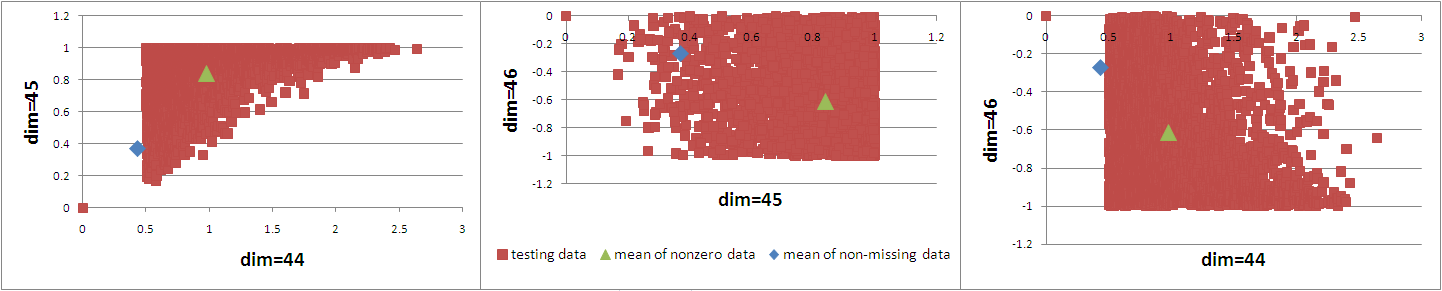 1.2
1
0.8
0.6
0.4
0.2
0
0 0.5 1 1.5 2 2.5 3
dim=45
dim=44
0 0.2 0.4 0.6 0.8 1 1.2
0
-0.2
-0.4
-0.6
-0.8
-1
-1.2
dim=46
dim=45
testing data mean of nonzero data mean of non-missing data
0 0.5 1 1.5 2 2.5 3
0
-0.2
-0.4
-0.6
-0.8
-1
-1.2
dim=46
dim=44